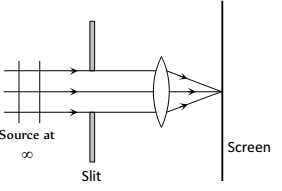 Source at
∞
Slit
Screen